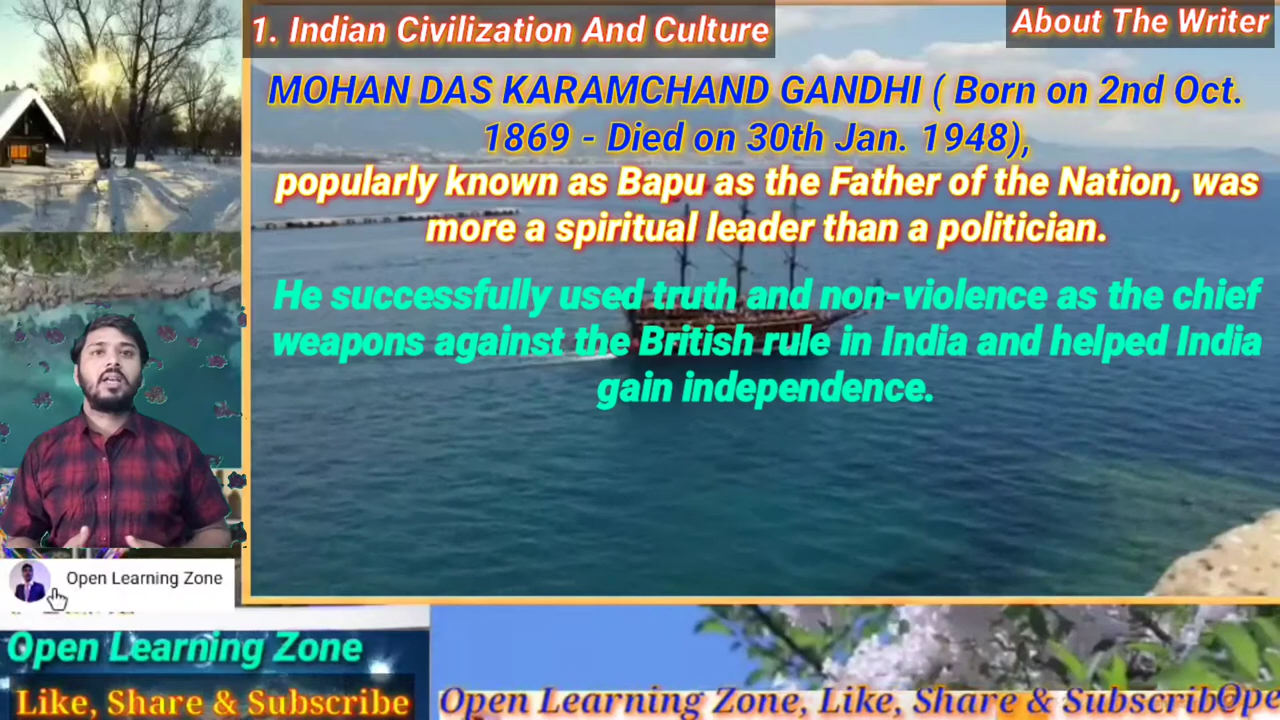 1. Indian Civilization And Culture
About The Writer
MOHAN DAS KARAMCHAND GANDHI ( Born on 2nd Oct.
1869 - Died on 30th Jan. 1948),
popularly known as Bapu as the Father of the Nation, was
more a spiritual leader than a politician.
He successfully used truth and non-violence as the chief
weapons against the British rule in India and helped India
gain independence.
Open Learning Zone
Open Learning Zone
Like, Share & Subscribe
Open Learning Zone, Like, Share & Subscrib
Ope